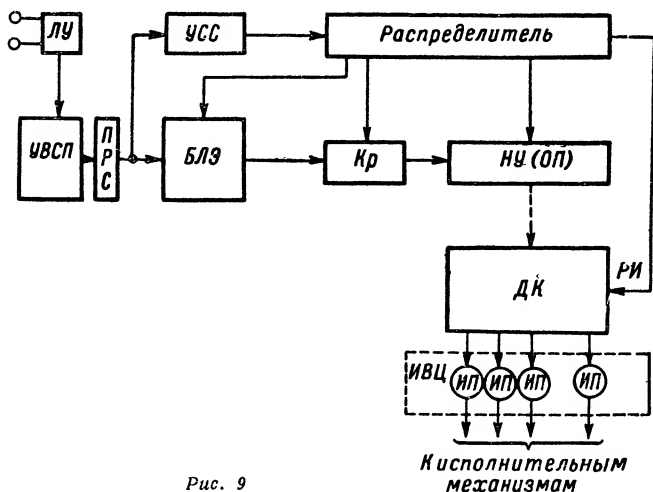 ЛУ
УСС
Распределитель
УВСП
П
Р
С
БЛЭ
Кр
НУ (ОП)
ДК
РИ
ИВЦ
ИП
ИП
ИП
ИП
К исполнительным
механизмам
Рис. 9